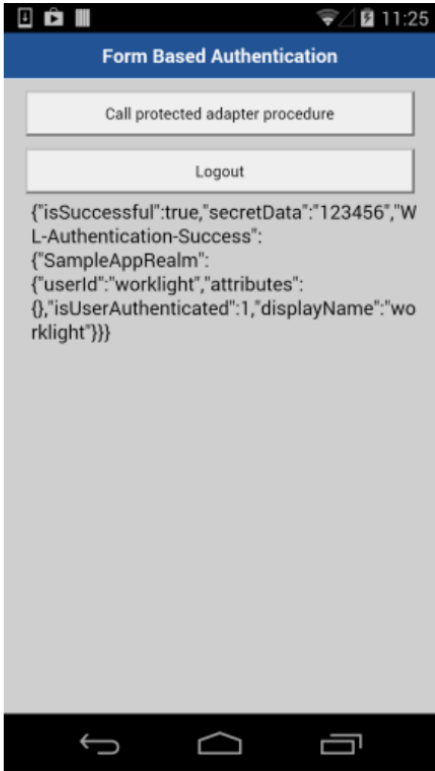 11:25
Form Based Authentication
Call protected adapter procedure
Logout
{"isSuccessful":true,"secretData":"123456","W
L-Authentication-Success":
{"SampleAppRealm":
{"userId":"worklight","attributes":
{},"isUserAuthenticated":1,"displayName":"wo
rklight"}}}